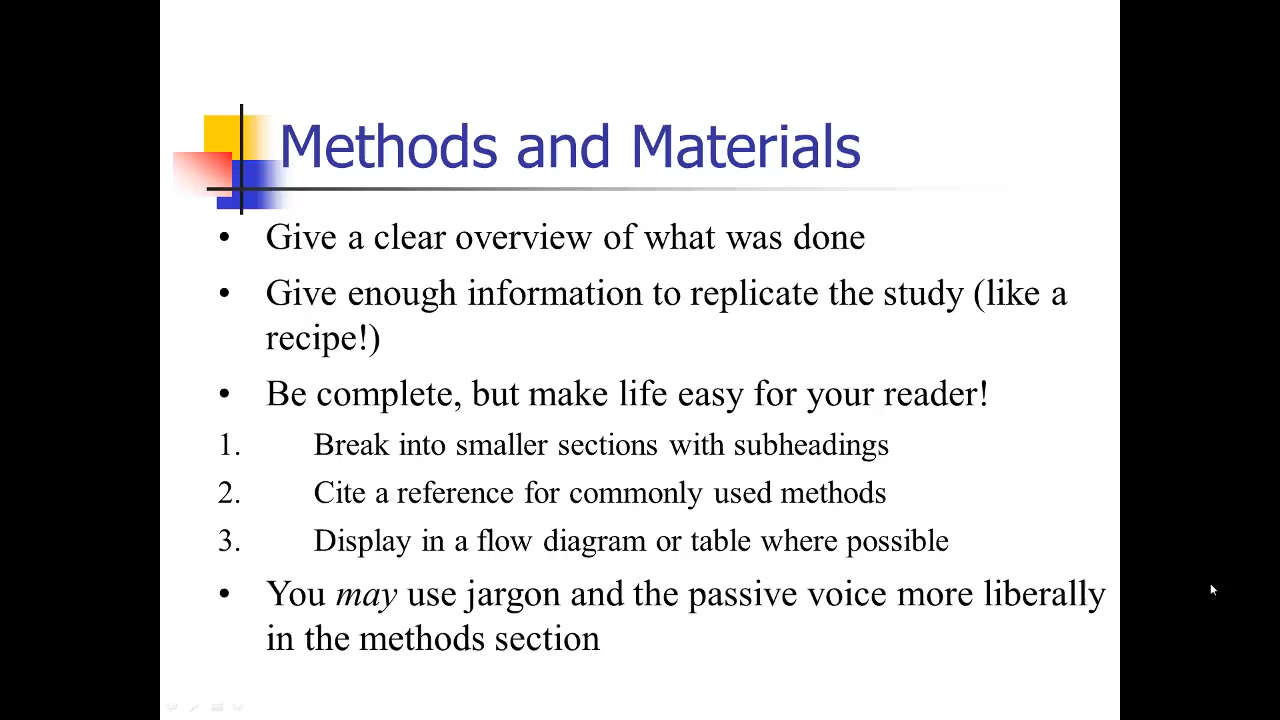 Methods and Materials
• Give a clear overview of what was done
• Give enough information to replicate the study (like a
recipe!)
• Be complete, but make life easy for your reader!
1. Break into smaller sections with subheadings
2. Cite a reference for commonly used methods
3. Display in a flow diagram or table where possible
• You may use jargon and the passive voice more liberally
in the methods section